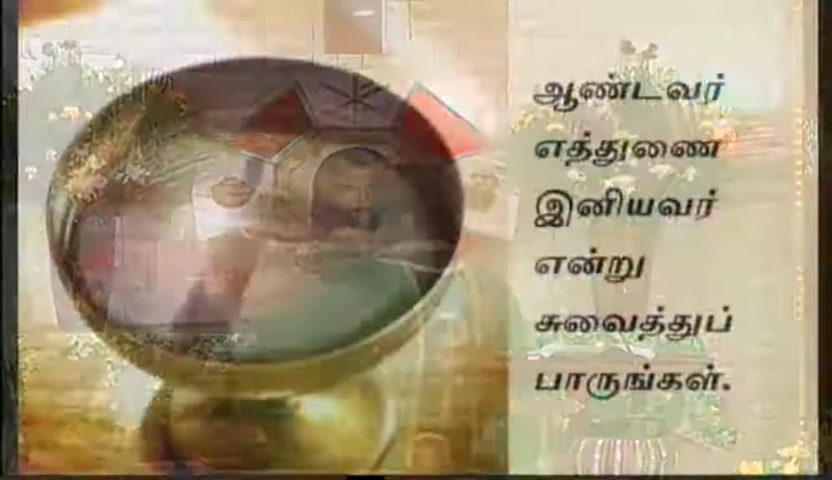 ஆண்டவர்
எத்துணை
இனியவர்
என்று
சுவைத்துப்
பாருங்கள்.